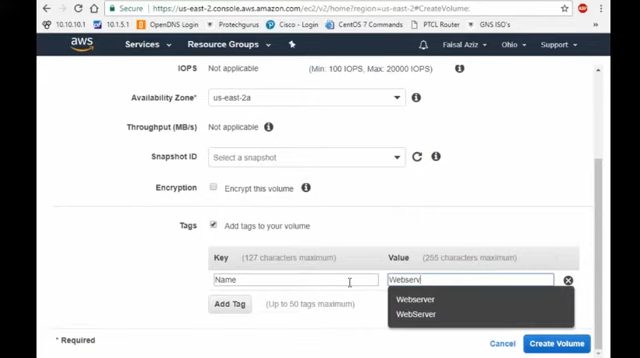 Secure https://us-east-2.console.aws.amazon.com/ec2/v2/home?region=us-east-2#CreateVolume:
10.10.10.1 10.1.5.1 OpenDNS Login Protechgurus Cisco - Login CentOS 7 Commands PTCL Router GNS ISO's
aws Services Resource Groups Faisal Aziz Ohio Support
IOPS Not applicable (Min: 100 IOPS, Max: 20000 IOPS)
Availability Zone* us-east-2a
Throughput (MB/s) Not applicable
Snapshot ID Select a snapshot
Encryption Encrypt this volume
Tags Add tags to your volume
Key (127 characters maximum) Value (255 characters maximum)
Name Webserv
Webserver
Add Tag (Up to 50 tags maximum)
WebServer
* Required Cancel Create Volume